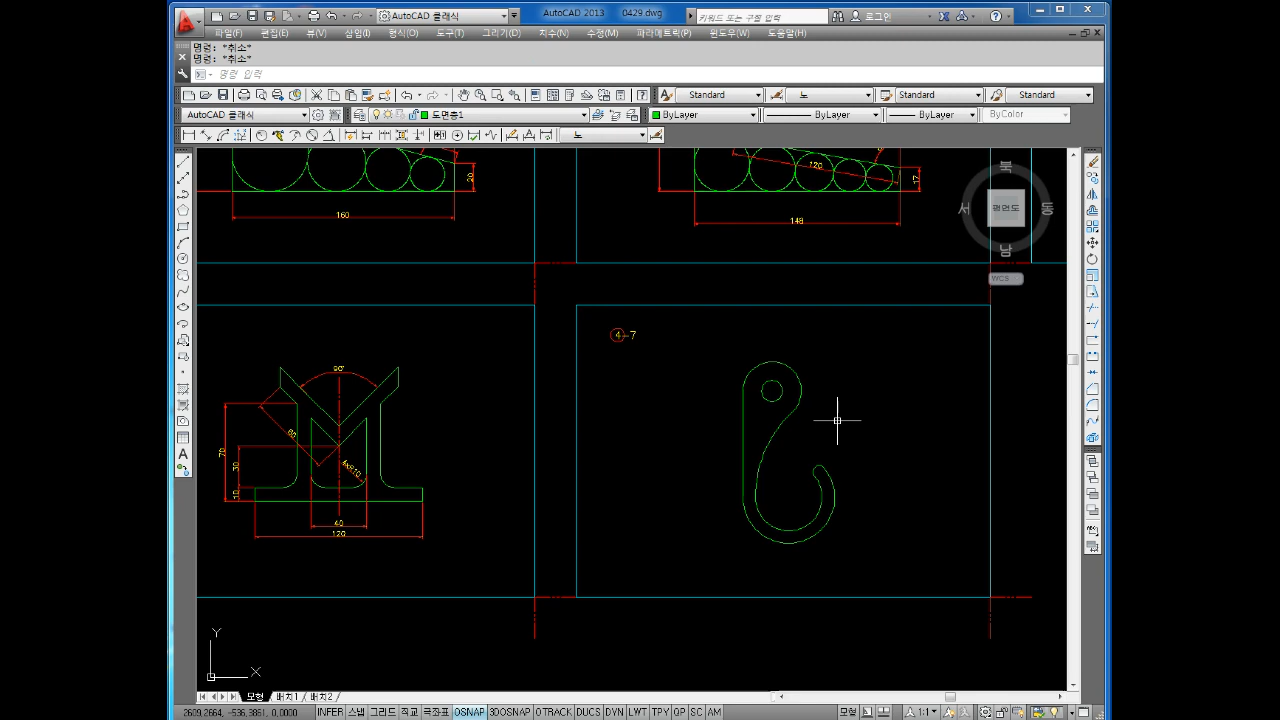 AutoCAD 클래식
AutoCAD 2013
0429.dwg
키워드 또는 구절 입력
로그인
파일(F) 편집(E) 뷰(V) 삽입(I) 형식(O) 도구(T) 그리기(D) 치수(N) 수정(M) 파라메트릭(P) 윈도우(W) 도움말(H)
명령: *취소*
명령: *취소*
명령 입력
Standard
노
Standard
Standard
AutoCAD 클래식
도면층1
ByLayer
ByLayer
ByLayer
ByColor
노
20
160
120
17
148
북
서
평면도
동
남
WCS
4-7
90°
70
30
10
4xR10
40
120
Y
X
모형 배치1 배치2
2609.2664, -536.3861, 0.0000
INFER 스냅 그리드 직교 극좌표 OSNAP 3DOSNAP OTRACK DUCS DYN LWT TPY QP SC AM
모형
1:1